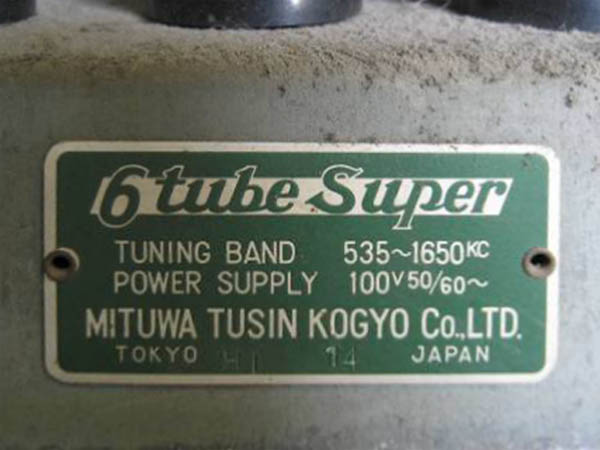 6 tube Super
TUNING BAND 535~1650KC
POWER SUPPLY 100V 50/60~
MITUWA TUSIN KOGYO Co.,LTD.
TOKYO H1 14 JAPAN